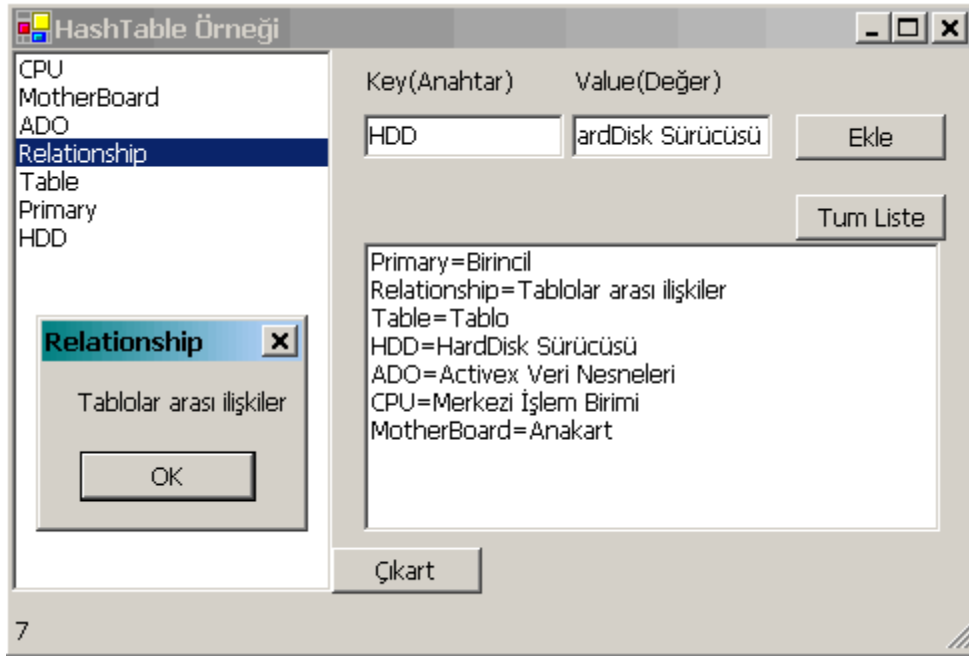 HashTable Örneği
CPU
MotherBoard
ADO
Relationship
Table
Primary
HDD
Key(Anahtar)
Value(Değer)
HDD
ardDisk Sürücüsü
Ekle
Tum Liste
Primary=Birincil
Relationship=Tablolar arası ilişkiler
Table=Tablo
HDD=HardDisk Sürücüsü
ADO=Activex Veri Nesneleri
CPU=Merkezi İşlem Birimi
MotherBoard=Anakart
Relationship
Tablolar arası ilişkiler
OK
Çıkart
7